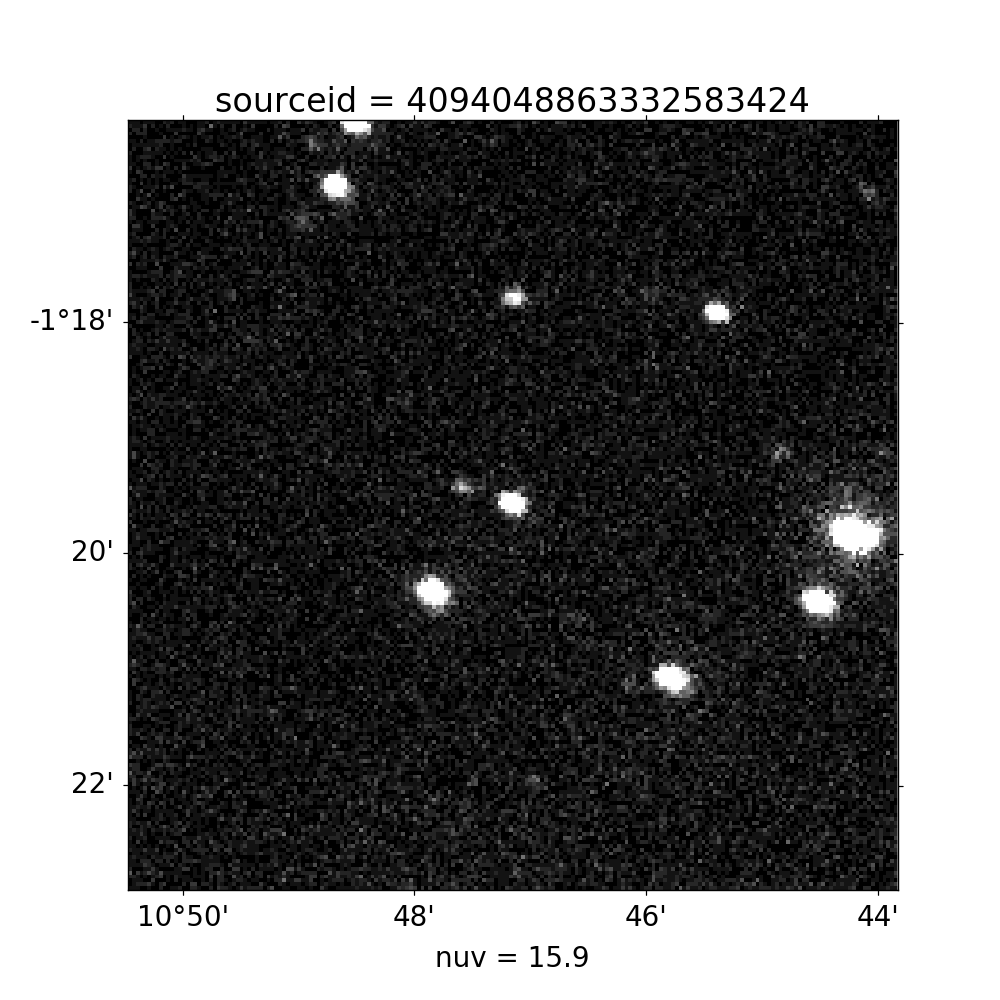 sourceid = 4094048863332583424
-1°18'
20'
22'
10°50' 48' 46' 44'
nuv = 15.9